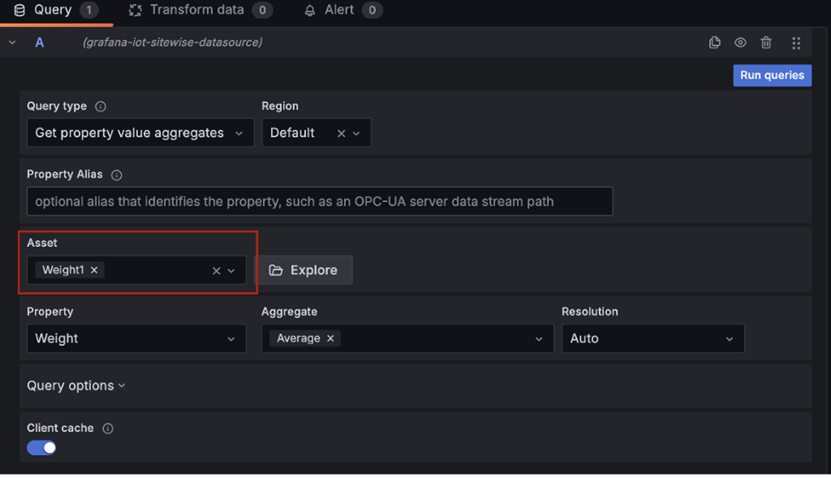 Query 1 Transform data 0 Alert 0
A (grafana-iot-sitewise-datasource)
Run queries
Query type Region
Get property value aggregates Default
Property Alias
optional alias that identifies the property, such as an OPC-UA server data stream path
Asset
Weight1 Explore
Property Aggregate Resolution
Weight Average Auto
Query options
Client cache